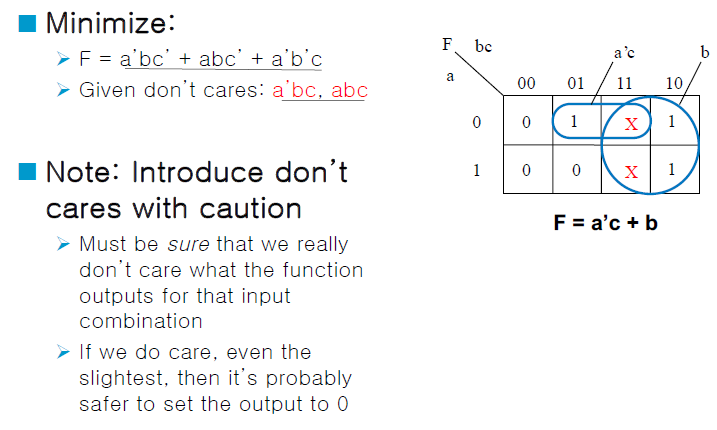 Minimize:
F = a'bc' + abc' + a'b'c
Given don't cares: a'bc, abc
Note: Introduce don't
cares with caution
Must be sure that we really
don't care what the function
outputs for that input
combination
If we do care, even the
slightest, then it's probably
safer to set the output to 0
F bc
a'c b
a
00 01 11 10
0 0 1 X 1
1 0 0 X 1
F = a'c + b